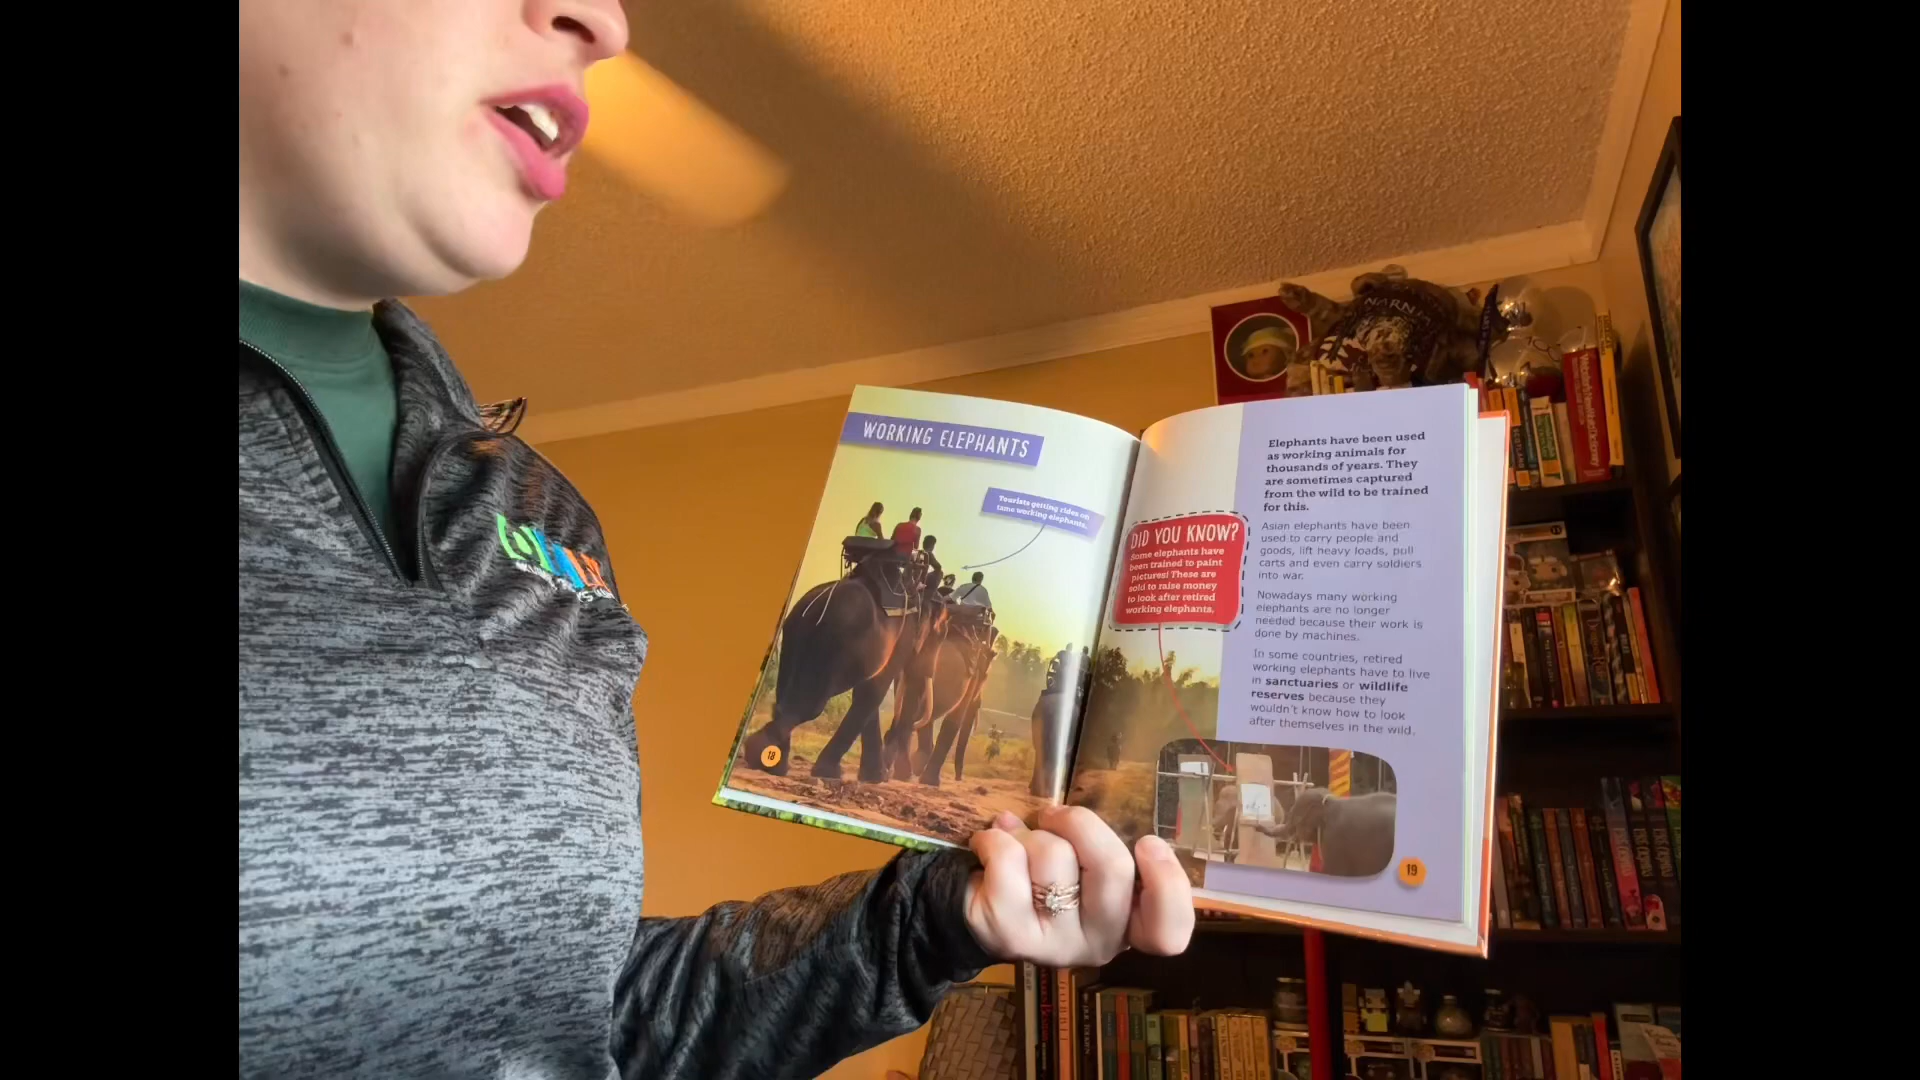 WORKING ELEPHANTS
Tourists getting rides on
tame working elephants.
18
DID YOU KNOW?
Some elephants have
been trained to paint
pictures! These are
sold to raise money
to look after retired
working elephants.
Elephants have been used
as working animals for
thousands of years. They
are sometimes captured
from the wild to be trained
for this.
Asian elephants have been
used to carry people and
goods, lift heavy loads, pull
carts and even carry soldiers
into war.
Nowadays many working
elephants are no longer
needed because their work is
done by machines.
In some countries, retired
working elephants have to live
in sanctuaries or wildlife
reserves because they
wouldn't know how to look
after themselves in the wild.
19
NARNIA